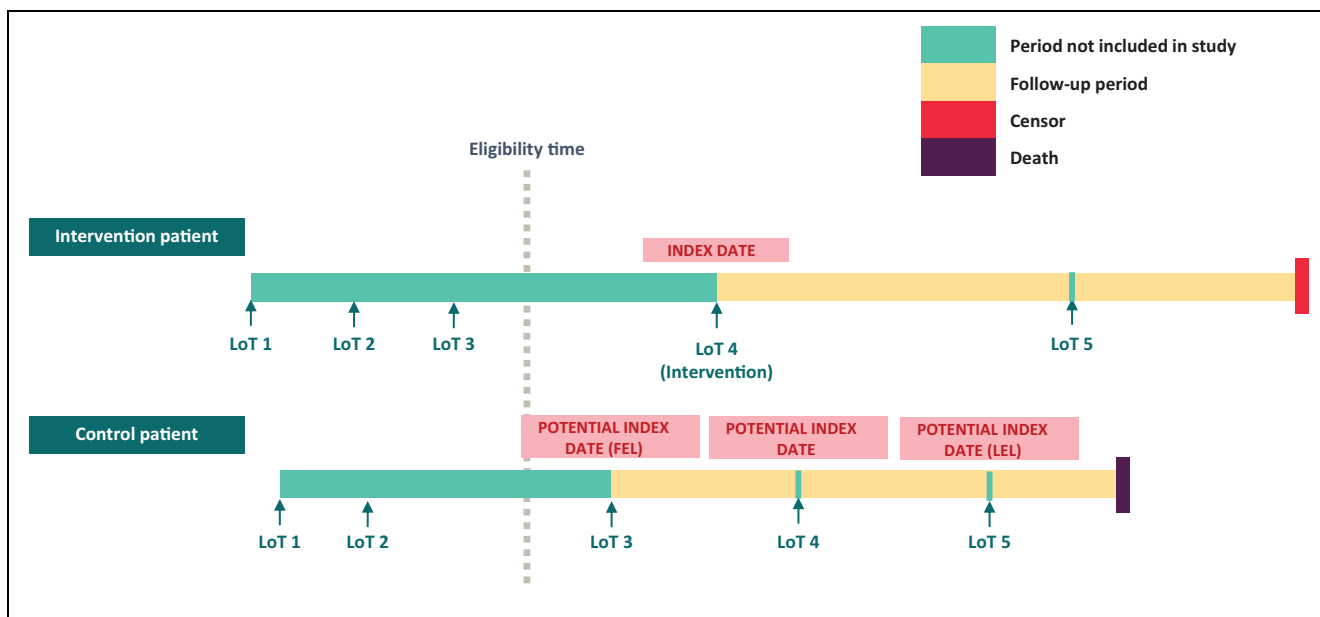 Period not included in study
Follow-up period
Censor
Death
Eligibility time
Intervention patient
INDEX DATE
LoT 1
LoT 2
LoT 3
LoT 4
(Intervention)
LoT 5
Control patient
POTENTIAL INDEX
DATE (FEL)
POTENTIAL INDEX
DATE
POTENTIAL INDEX
DATE (LEL)
LoT 1
LoT 2
LoT 3
LoT 4
LoT 5